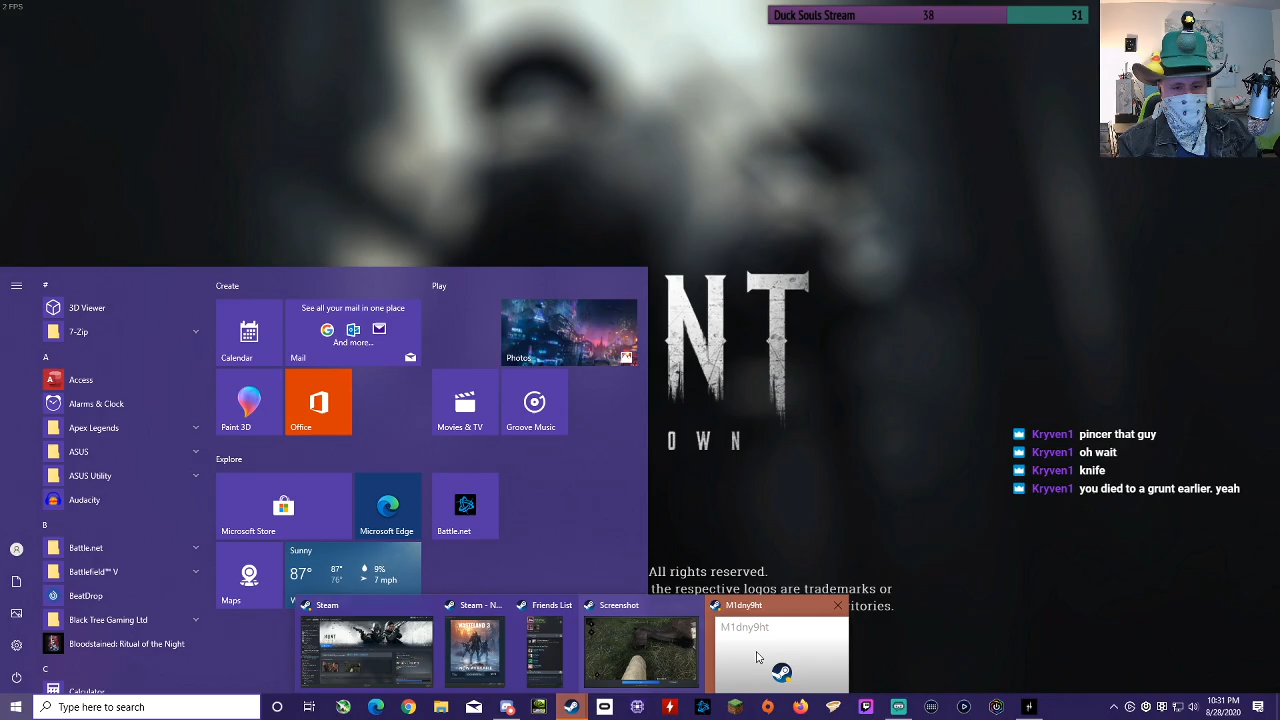 2 FPS
Duck Souls Stream 38 51
#
3D Viewer
7-Zip
A
Access
Alarms & Clock
Apex Legends
ASUS
ASUS Utility
Audacity
B
Battle.net
Battlefield™ V
BeatDrop
Black Tree Gaming Ltd
Bloodstained: Ritual of the Night
C
Calculator
Create
Calendar
See all your mail in one place
And more...
Mail
Paint 3D
Office
Explore
Microsoft Store
Microsoft Edge
Maps
Sunny
87°
87°
76°
9%
7 mph
Play
Photos
Movies & TV
Groove Music
Battle.net
NT
OWN
All rights reserved.
the respective logos are trademarks or
ritories.
Kryven1 pincer that guy
Kryven1 oh wait
Kryven1 knife
Kryven1 you died to a grunt earlier. yeah
Steam
HUNT
Steam - N...
WASTELAND 3
Friends List
Screenshot
M1dny9ht
M1dny9ht
Type here to search
10:31 PM
8/28/2020